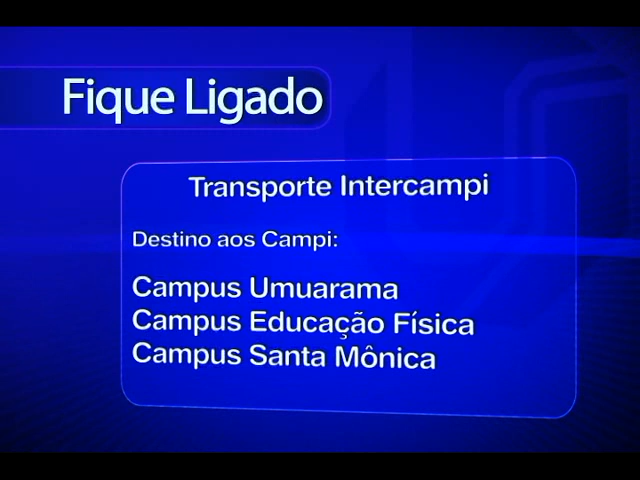 Fique Ligado
Transporte Intercampi
Destino aos Campi:
Campus Umuarama
Campus Educação Física
Campus Santa Mônica